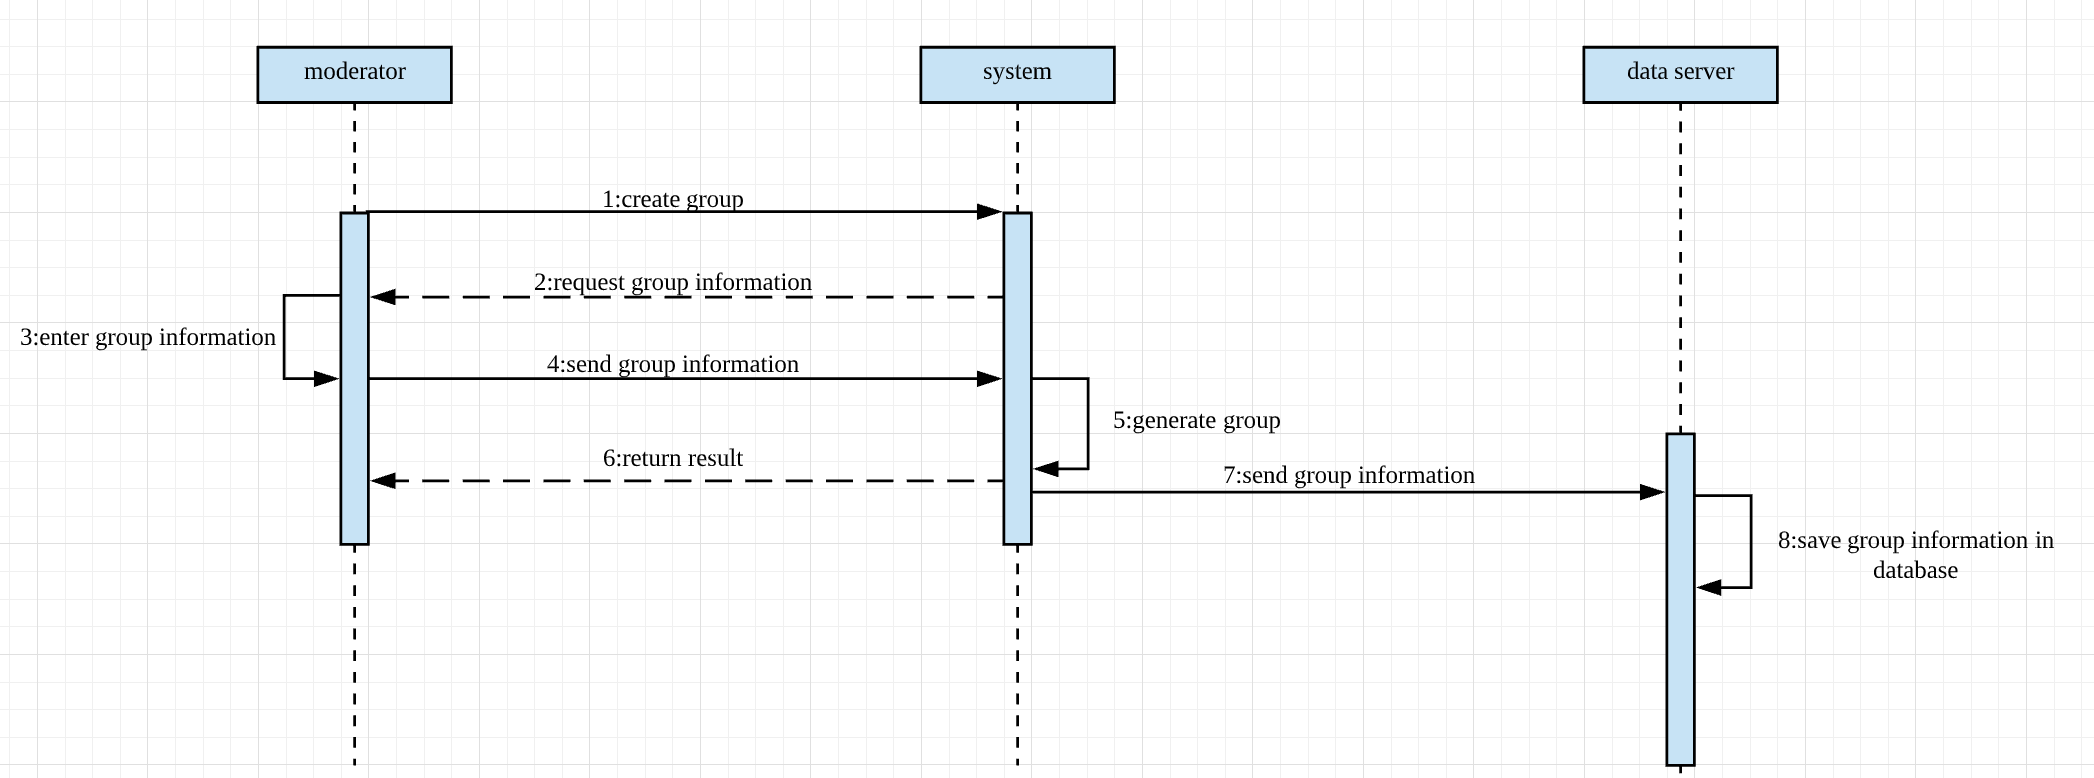 moderator
system
data server
1:create group
2:request group information
3:enter group information
4:send group information
5:generate group
6:return result
7:send group information
8:save group information in
database